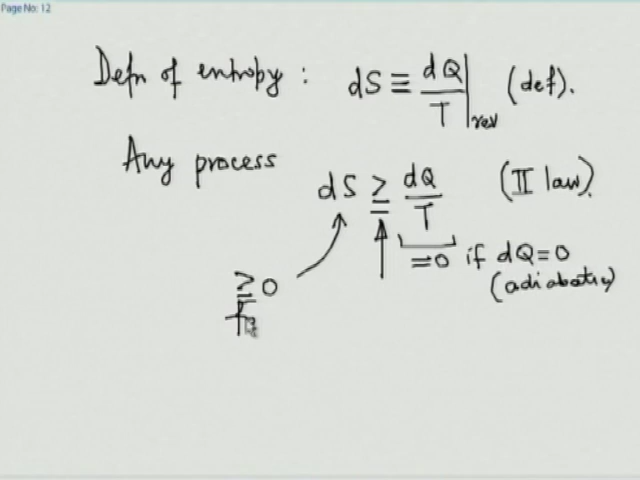 Page No: 12
Defn of entropy : dS ≡ dQ/T|rev (def).
Any process
dS ≥ dQ/T (II law).
=0 if dQ=0
(adiabatic)
≥ 0